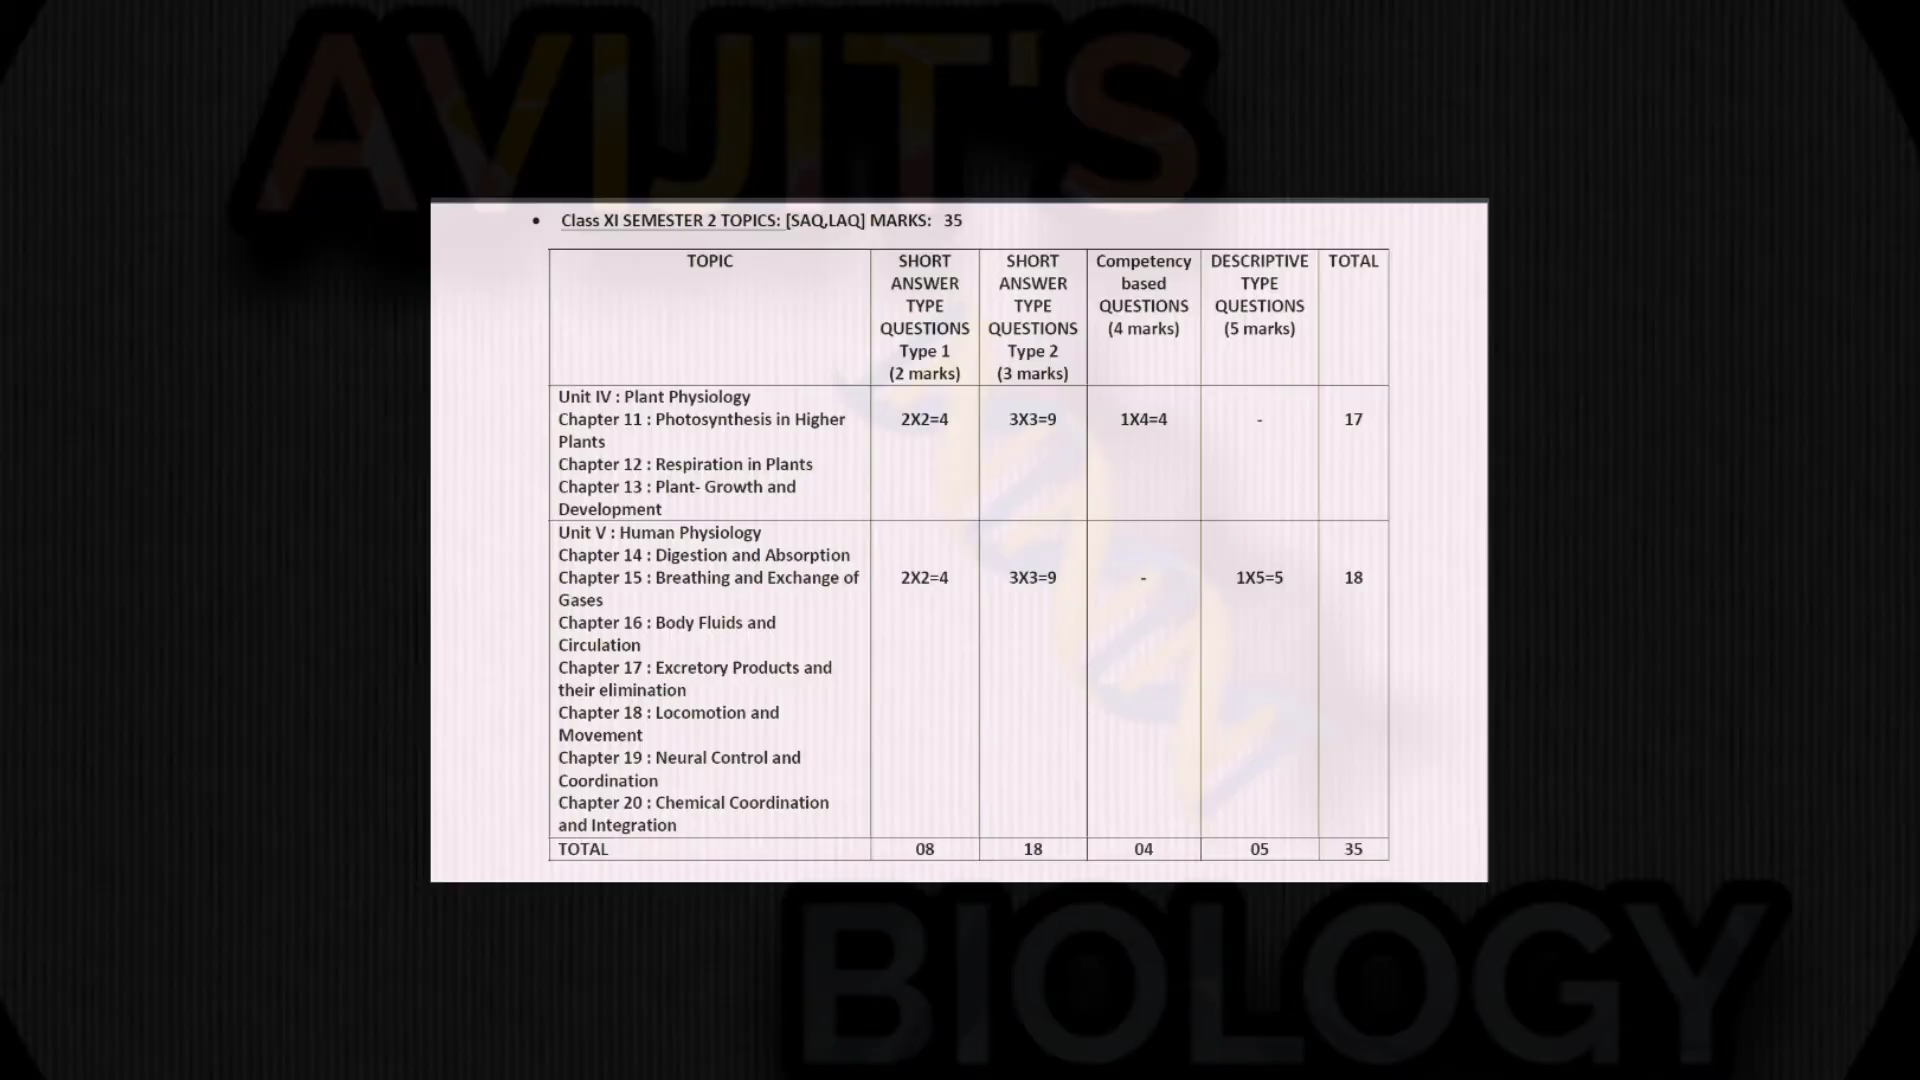 AVIJIT'S
• Class XI SEMESTER 2 TOPICS: [SAQ,LAQ] MARKS: 35
TOPIC
SHORT
ANSWER
TYPE
QUESTIONS
Type 1
(2 marks)
SHORT
ANSWER
TYPE
QUESTIONS
Type 2
(3 marks)
Competency
based
QUESTIONS
(4 marks)
DESCRIPTIVE
TYPE
QUESTIONS
(5 marks)
TOTAL
Unit IV : Plant Physiology
Chapter 11 : Photosynthesis in Higher
Plants
Chapter 12 : Respiration in Plants
Chapter 13 : Plant- Growth and
Development
2X2=4
3X3=9
1X4=4
-
17
Unit V : Human Physiology
Chapter 14 : Digestion and Absorption
Chapter 15 : Breathing and Exchange of
Gases
Chapter 16 : Body Fluids and
Circulation
Chapter 17 : Excretory Products and
their elimination
Chapter 18 : Locomotion and
Movement
Chapter 19 : Neural Control and
Coordination
Chapter 20 : Chemical Coordination
and Integration
2X2=4
3X3=9
-
1X5=5
18
TOTAL
08
18
04
05
35
BIOLOGY